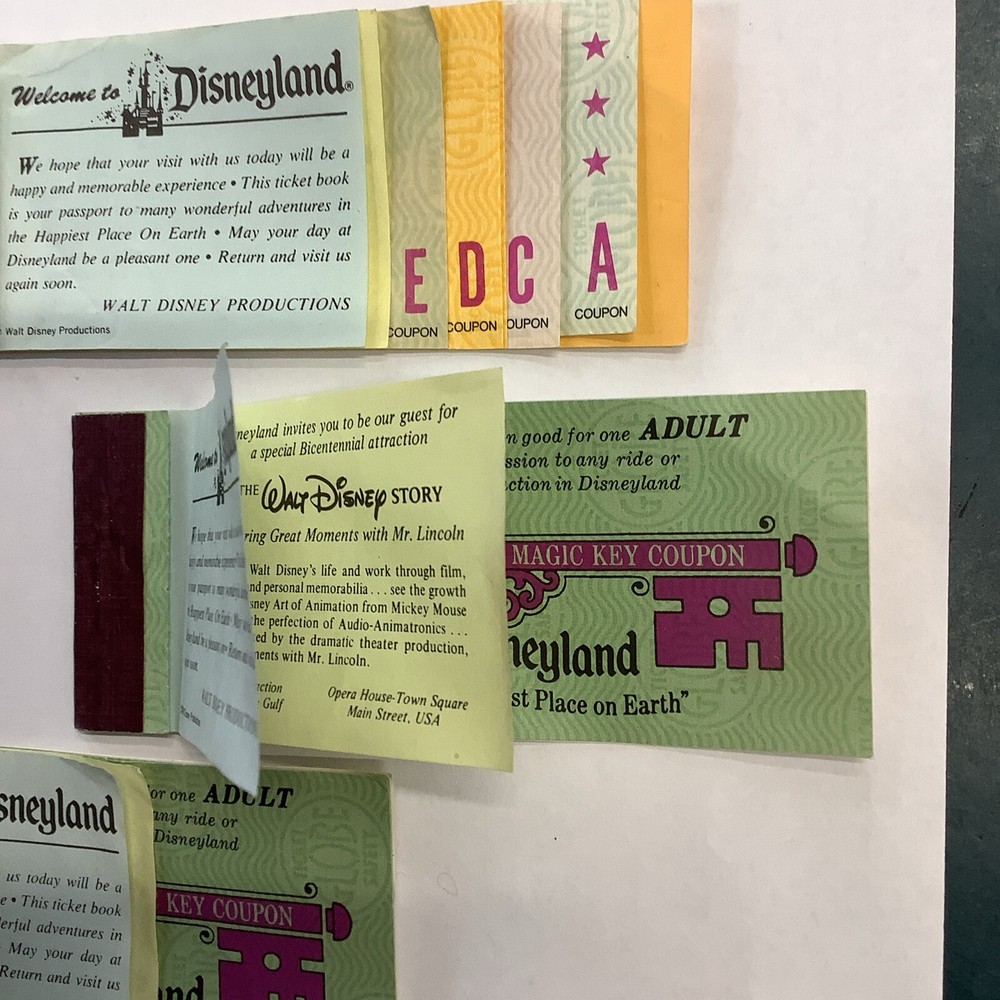 Welcome to Disneyland®
We hope that your visit with us today will be a
happy and memorable experience • This ticket book
is your passport to many wonderful adventures in
the Happiest Place On Earth • May your day at
Disneyland be a pleasant one • Return and visit us
again soon.
WALT DISNEY PRODUCTIONS
Walt Disney Productions
E
COUPON
D
COUPON
C
OUPON
A
COUPON
neyland invites you to be our guest for
a special Bicentennial attraction
THE WALT DISNEY STORY
ring Great Moments with Mr. Lincoln
Walt Disney's life and work through film,
nd personal memorabilia . . . see the growth
sney Art of Animation from Mickey Mouse
he perfection of Audio-Animatronics . . .
ed by the dramatic theater production,
ments with Mr. Lincoln.
action
Gulf
Opera House-Town Square
Main Street, USA
n good for one ADULT
ssion to any ride or
ction in Disneyland
MAGIC KEY COUPON
neyland
st Place on Earth"
sneyland
us today will be a
e • This ticket book
erful adventures in
May your day at
Return and visit us
or one ADULT
any ride or
Disneyland
KEY COUPON
nd